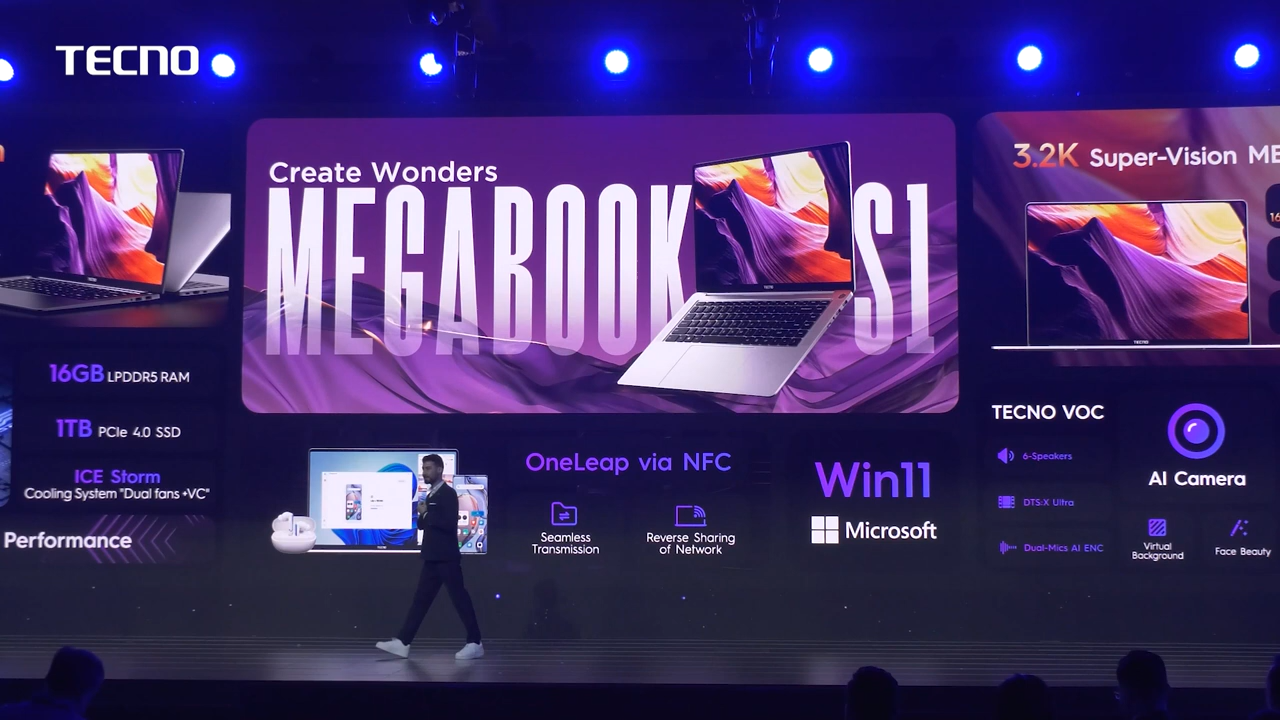 TECNO
Create Wonders
MEGABOOK S1
16GB LPDDR5 RAM
1TB PCIe 4.0 SSD
ICE Storm
Cooling System "Dual fans +VC"
Performance
OneLeap via NFC
Seamless
Transmission
Reverse Sharing
of Network
Win11
Microsoft
3.2K Super-Vision ME
TECNO
TECNO VOC
6-Speakers
DTS:X Ultra
Dual-Mics AI ENC
AI Camera
Virtual
Background
Face Beauty